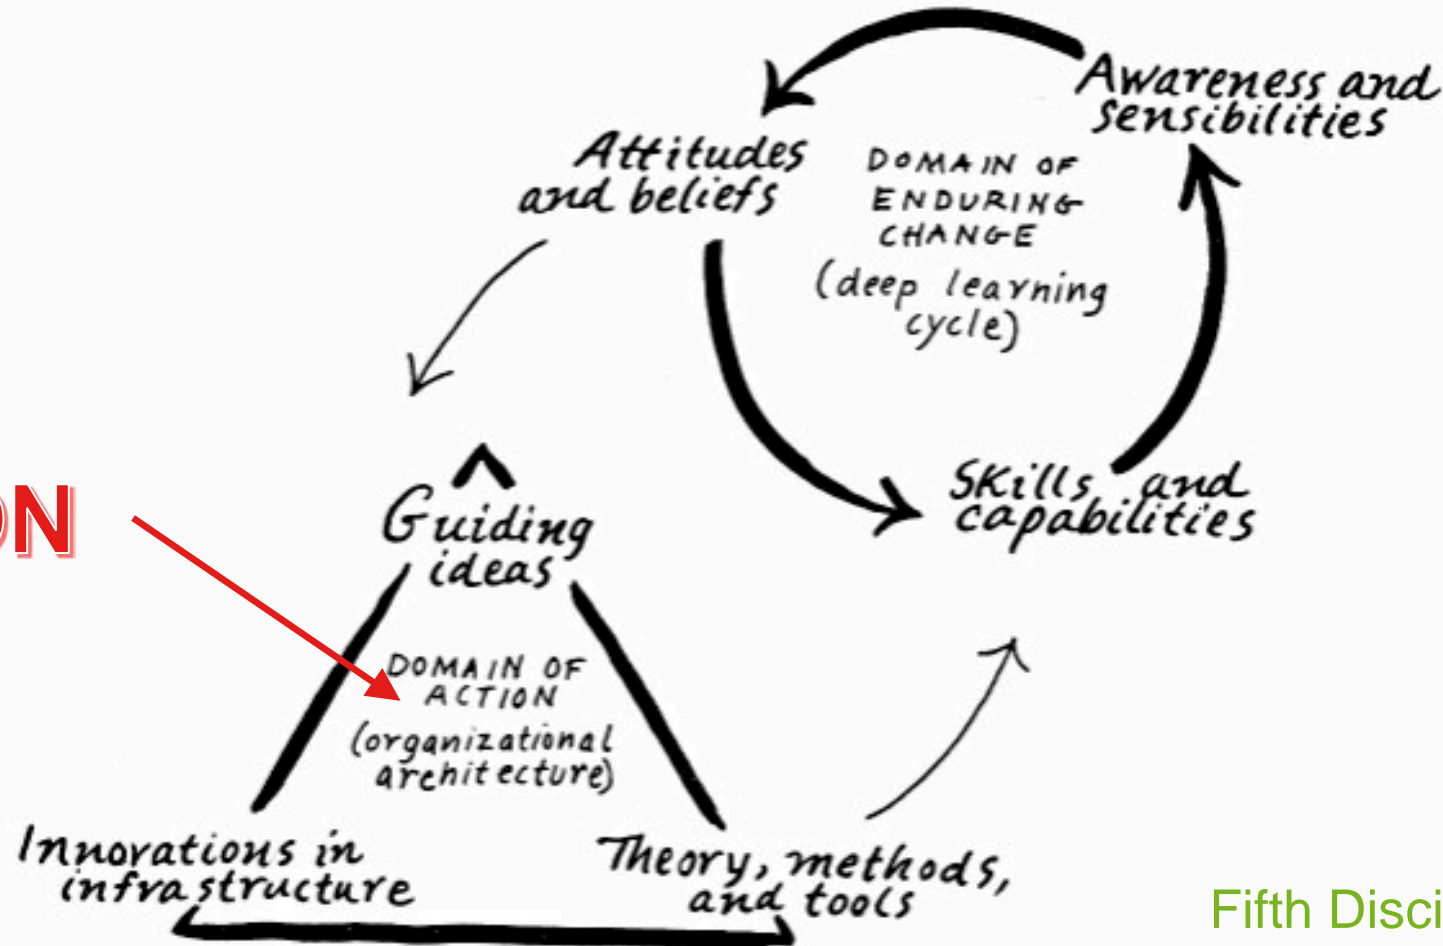 Awareness and
sensibilities
Attitudes
and beliefs
DOMAIN OF
ENDURING
CHANGE
(deep learning
cycle)
Skills and
capabilities
ON
Guiding
ideas
DOMAIN OF
ACTION
(organizational
architecture)
Innovations in
infrastructure
Theory, methods,
and tools
Fifth Disci